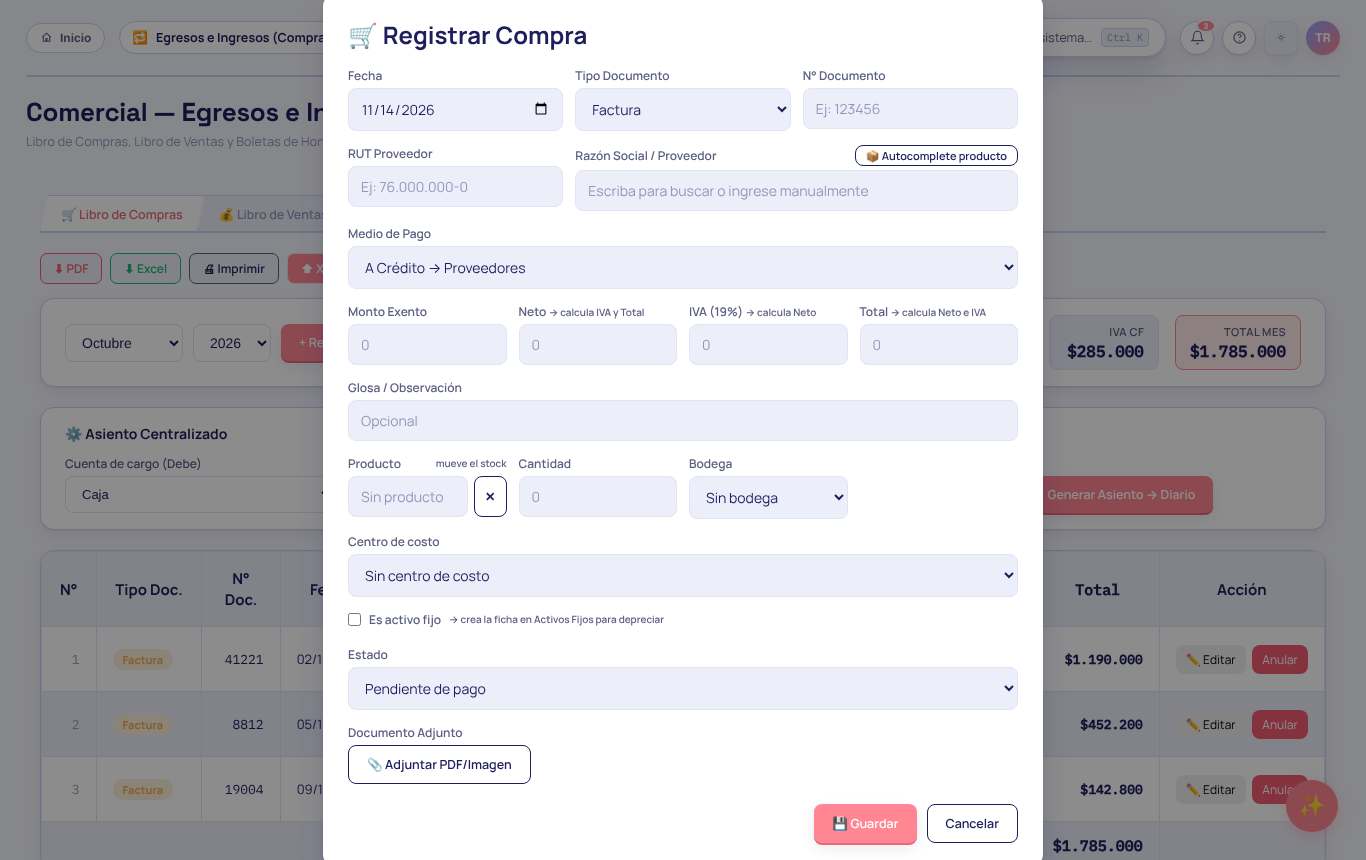 Inicio
🔁 Egresos e Ingresos (Compra
sistema... Ctrl K
3
TR
Comercial — Egresos e In
Libro de Compras, Libro de Ventas y Boletas de Hon
🛒 Libro de Compras
💰 Libro de Ventas
⬇ PDF
⬇ Excel
🖨 Imprimir
⬆ X
Octubre
2026
+ Re
IVA CF
$285.000
TOTAL MES
$1.785.000
⚙️ Asiento Centralizado
Cuenta de cargo (Debe)
Caja
Generar Asiento → Diario
N° Tipo Doc. N° Doc. Fe Total Acción
1 Factura 41221 02/1 $1.190.000 ✏️ Editar Anular
2 Factura 8812 05/1 $452.200 ✏️ Editar Anular
3 Factura 19004 09/1 $142.800 ✏️ Editar Anula
$1.785.000
🛒 Registrar Compra
Fecha Tipo Documento N° Documento
11/14/2026 Factura Ej: 123456
RUT Proveedor Razón Social / Proveedor 📦 Autocomplete producto
Ej: 76.000.000-0 Escriba para buscar o ingrese manualmente
Medio de Pago
A Crédito → Proveedores
Monto Exento Neto → calcula IVA y Total IVA (19%) → calcula Neto Total → calcula Neto e IVA
0 0 0 0
Glosa / Observación
Opcional
Producto mueve el stock Cantidad Bodega
Sin producto × 0 Sin bodega
Centro de costo
Sin centro de costo
Es activo fijo → crea la ficha en Activos Fijos para depreciar
Estado
Pendiente de pago
Documento Adjunto
📎 Adjuntar PDF/Imagen
💾 Guardar Cancelar